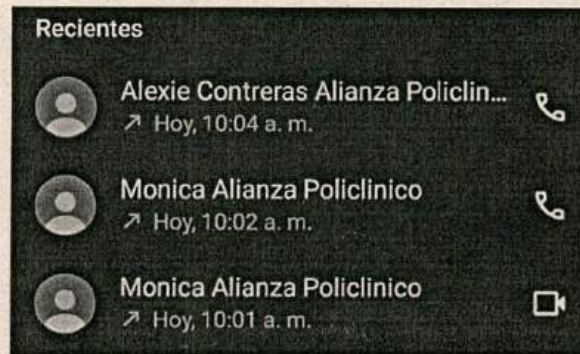 Recientes
Alexie Contreras Alianza Policlin...
↗ Hoy, 10:04 a. m.
Monica Alianza Policlinico
↗ Hoy, 10:02 a. m.
Monica Alianza Policlinico
↗ Hoy, 10:01 a. m.